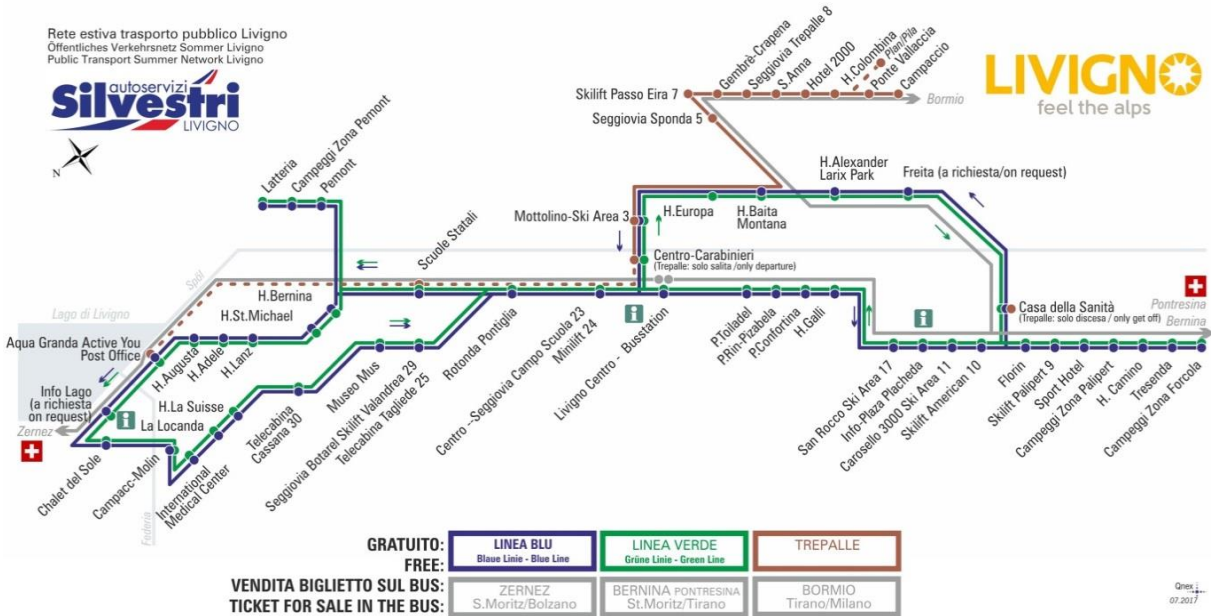 Rete estiva trasporto pubblico Livigno
Öffentliches Verkehrsnetz Sommer Livigno
Public Transport Summer Network Livigno
autoservizi
Silvestri
LIVIGNO
N
LIVIGNO
feel the alps
Skilift Passo Eira 7
Gembrè-Crapena
Seggiovia Trepalle 8
S.Anna
Hotel 2000
H.Colombina
Plan/Pila
Ponte Vallaccia
Campaccio
Bormio
Seggiovia Sponda 5
Latteria
Campeggi Zona Pemont
Pemont
Mottolino-Ski Area 3
H.Europa
H.Baita
Montana
H.Alexander
Larix Park
Freita (a richiesta/on request)
Centro-Carabinieri
(Trepalle: solo salita /only departure)
Scuole Statali
Spöl
Lago di Livigno
H.Bernina
H.St.Michael
Aqua Granda Active You
Post Office
H.Augusta
H.Adele
H.Lanz
Info Lago
(a richiesta
on request)
Zernez
i
H.La Suisse
La Locanda
Chalet del Sole
Federia
Campacc-Molin
International
Medical Center
Telecabina
Cassana 30
Museo Mus
Seggiovia Botarel Skilift Valandrea 29
Telecabina Tagliede 25
Rotonda Pontiglia
Centro --Seggiovia Campo Scuola 23
Minilift 24
i
Livigno Centro - Busstation
P.Toiladel
P.Rin-Pizabela
P.Confortina
H.Galli
i
San Rocco Ski Area 17
Info-Plaza Placheda
Carosello 3000 Ski Area 11
Skilift American 10
Casa della Sanità
(Trepalle: solo discesa / only get off)
Pontresina
Bernina
Florin
Skilift Palipert 9
Sport Hotel
Campeggi Zona Palipert
H. Camino
Tresenda
Campeggi Zona Forcola
GRATUITO:
FREE:
LINEA BLU
Blaue Linie - Blue Line
LINEA VERDE
Grüne Linie - Green Line
TREPALLE
VENDITA BIGLIETTO SUL BUS:
TICKET FOR SALE IN THE BUS:
ZERNEZ
S.Moritz/Bolzano
BERNINA PONTRESINA
St.Moritz/Tirano
BORMIO
Tirano/Milano
Qnex
07.2017